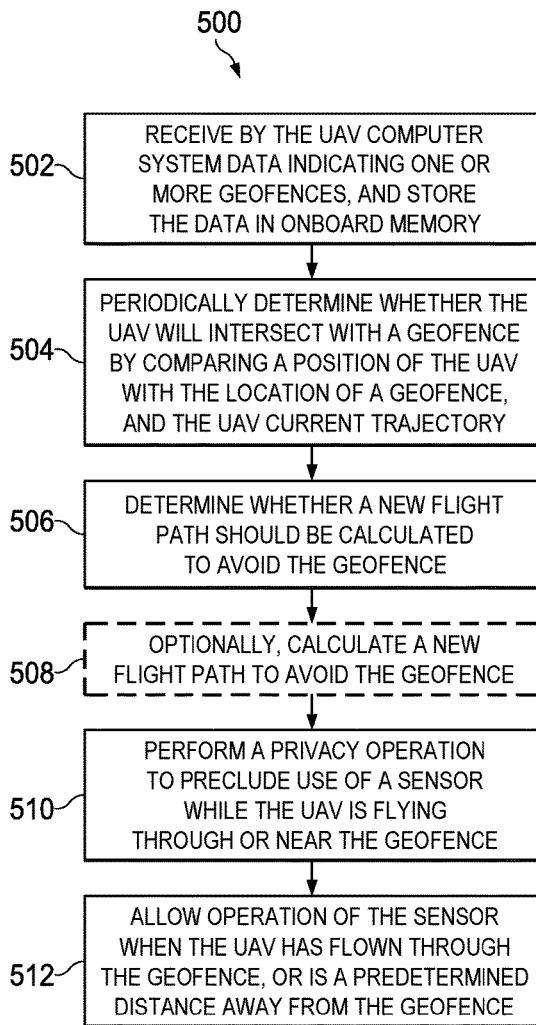 500
502
RECEIVE BY THE UAV COMPUTER
SYSTEM DATA INDICATING ONE OR
MORE GEOFENCES, AND STORE
THE DATA IN ONBOARD MEMORY
504
PERIODICALLY DETERMINE WHETHER THE
UAV WILL INTERSECT WITH A GEOFENCE
BY COMPARING A POSITION OF THE UAV
WITH THE LOCATION OF A GEOFENCE,
AND THE UAV CURRENT TRAJECTORY
506
DETERMINE WHETHER A NEW FLIGHT
PATH SHOULD BE CALCULATED
TO AVOID THE GEOFENCE
508
OPTIONALLY, CALCULATE A NEW
FLIGHT PATH TO AVOID THE GEOFENCE
510
PERFORM A PRIVACY OPERATION
TO PRECLUDE USE OF A SENSOR
WHILE THE UAV IS FLYING
THROUGH OR NEAR THE GEOFENCE
512
ALLOW OPERATION OF THE SENSOR
WHEN THE UAV HAS FLOWN THROUGH
THE GEOFENCE, OR IS A PREDETERMINED
DISTANCE AWAY FROM THE GEOFENCE